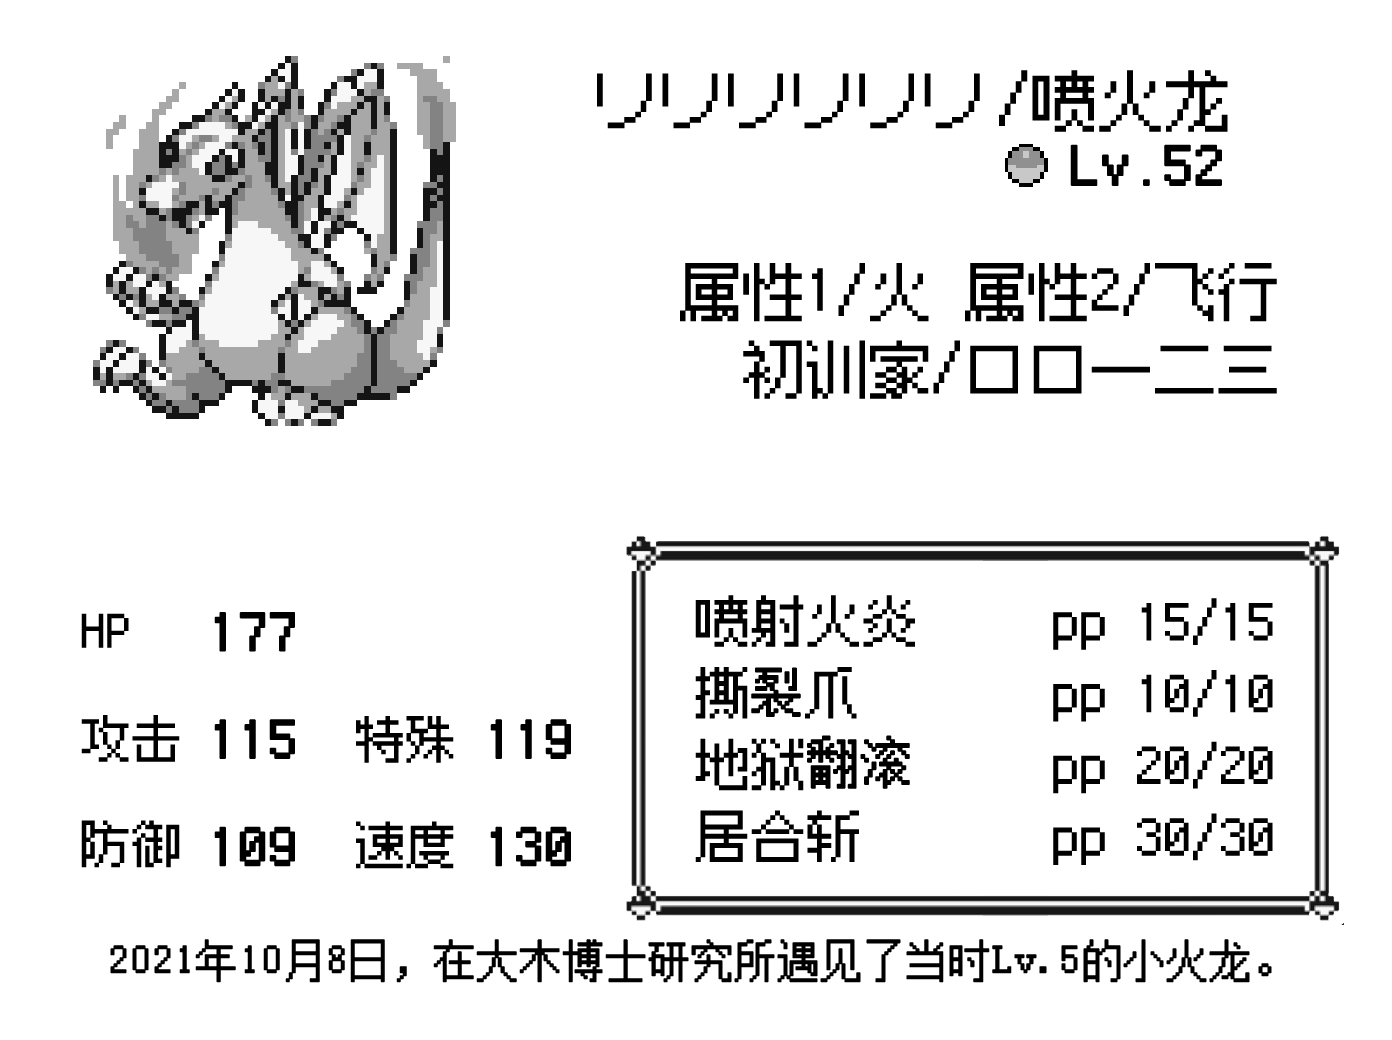 リリリリリリ/喷火龙
Lv.52
属性1/火 属性2/飞行
初训家/口口一二三
HP 177
攻击 115 特殊 119
防御 109 速度 130
喷射火炎 pp 15/15
撕裂爪 pp 10/10
地狱翻滚 pp 20/20
居合斩 pp 30/30
2021年10月8日，在大木博士研究所遇见了当时Lv.5的小火龙。